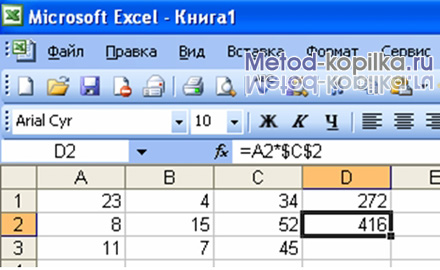 Microsoft Excel - Книга1
Файл Правка Вид Вставка Формат Сервис
Metod-kopilka.ru
Arial Cyr 10 Ж К Ч
D2 fx =A2*$C$2
A B C D E
1 23 4 34 272
2 8 15 52 416
3 11 7 45